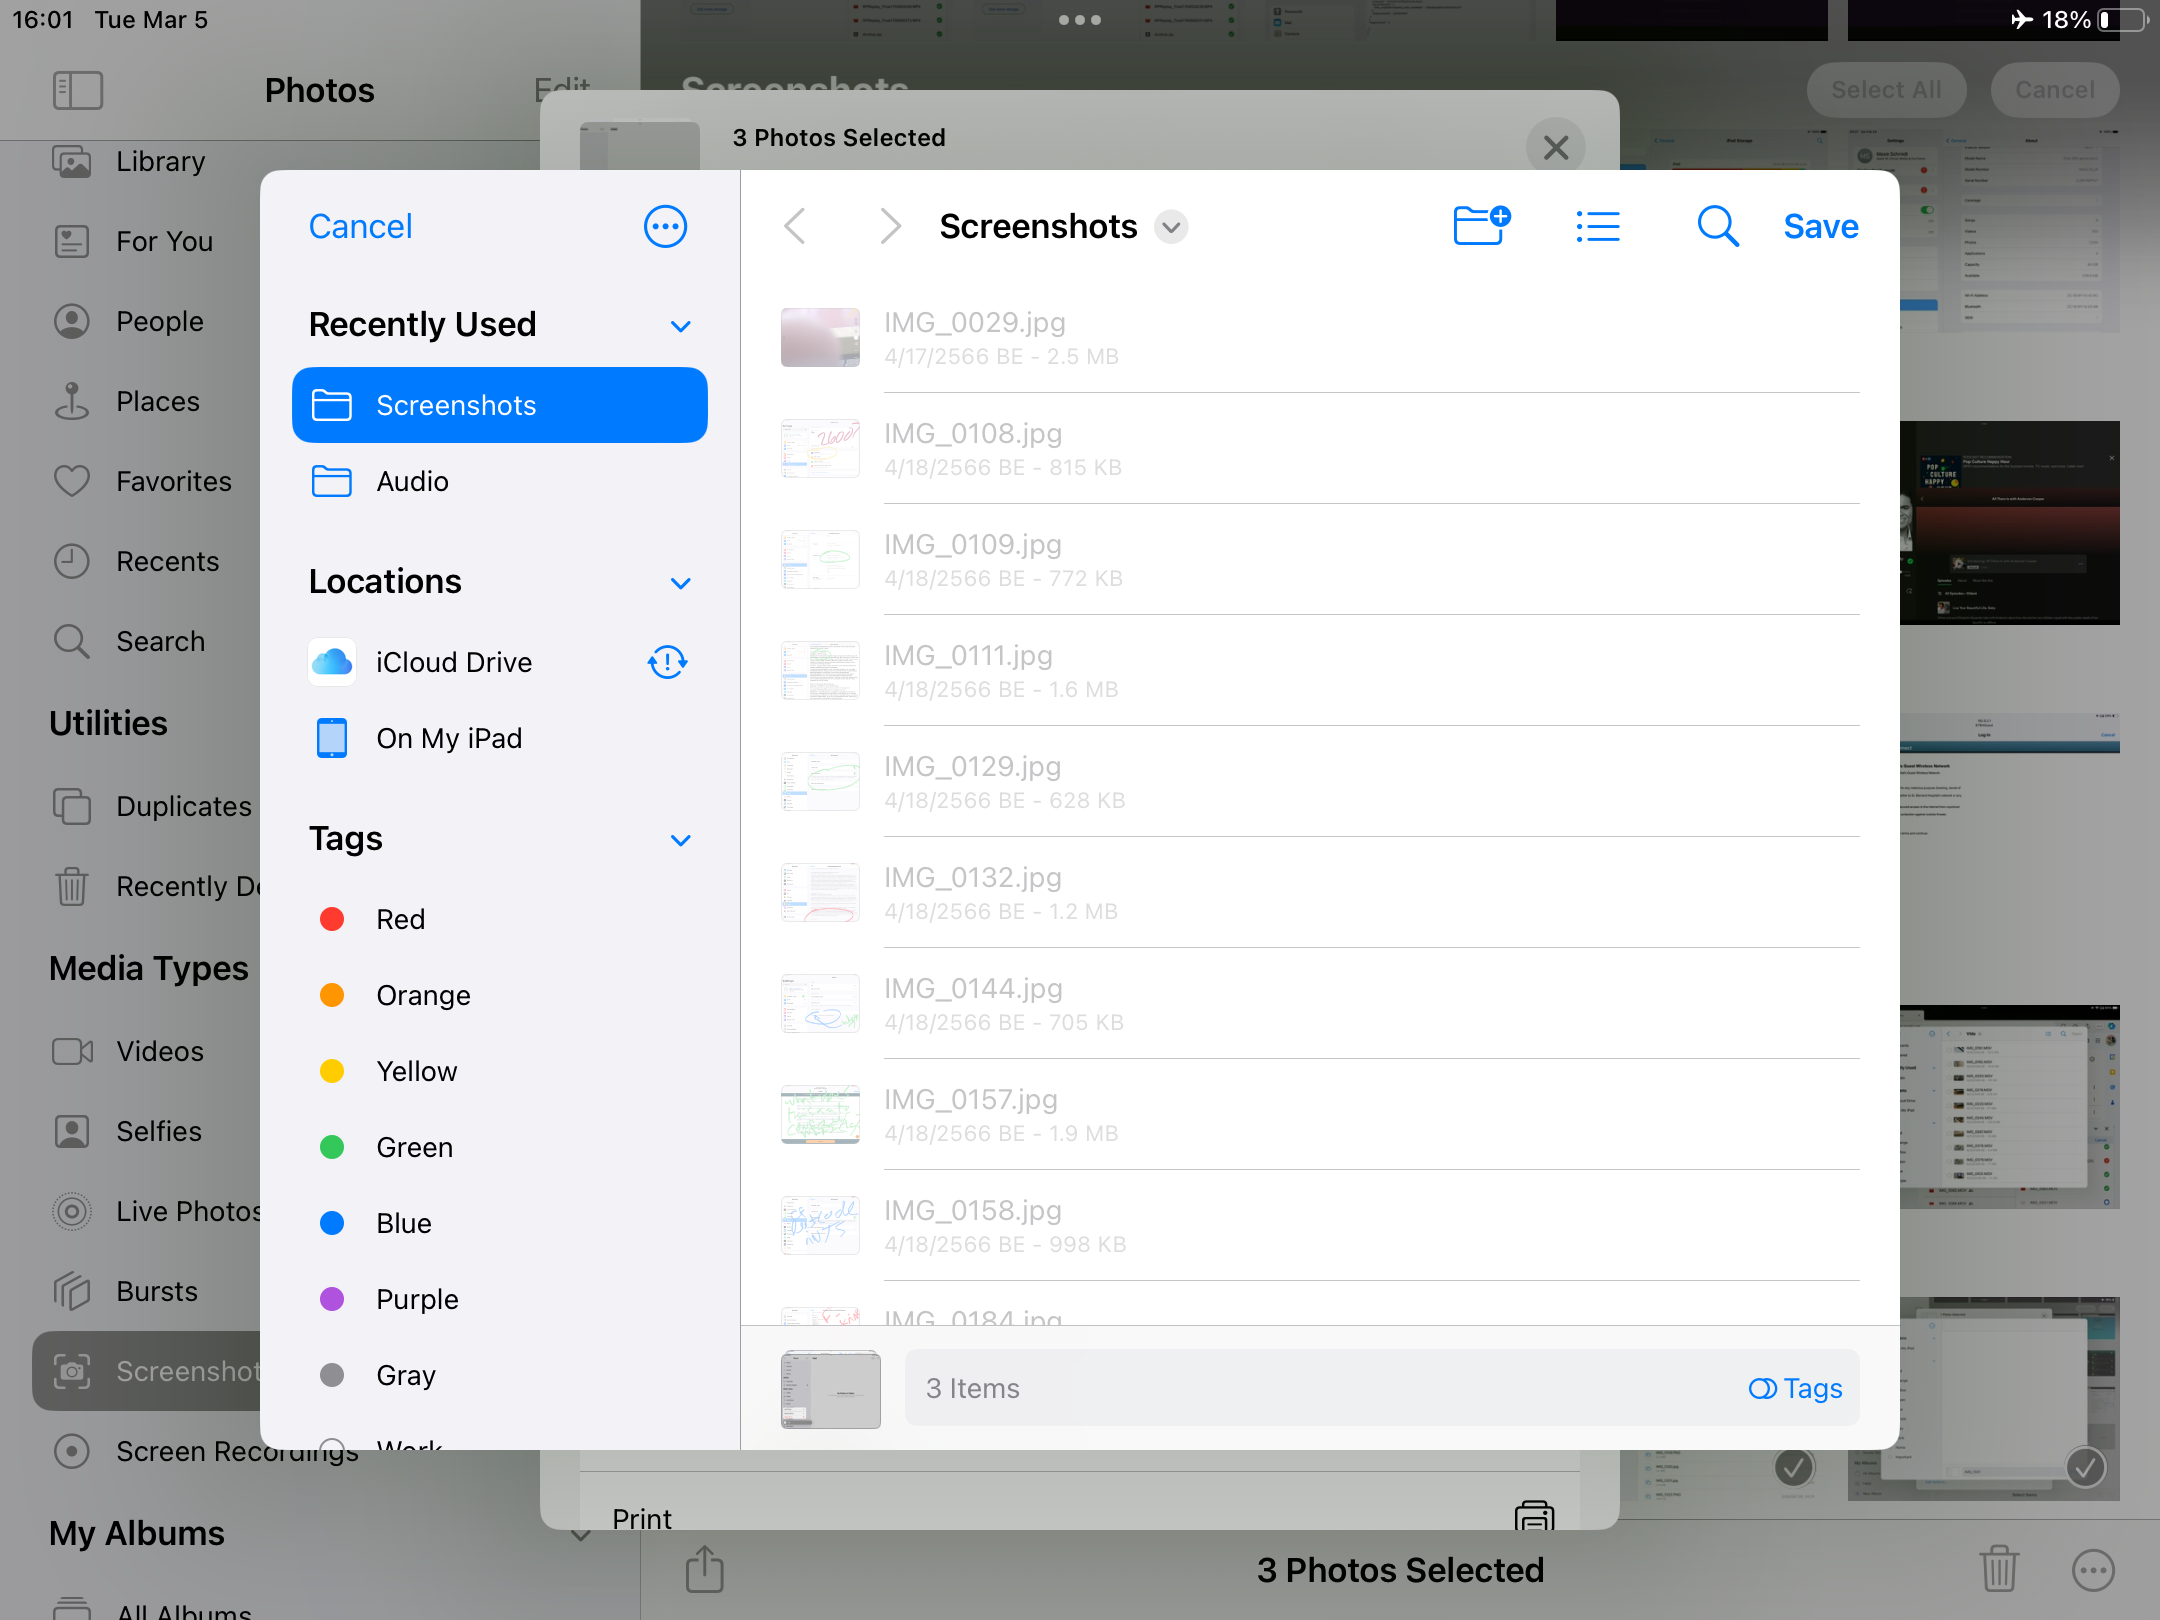 16:01 Tue Mar 5
18%
Photos
Edit
Library
For You
People
Places
Favorites
Recents
Search
Utilities
Duplicates
Recently
Media Types
Videos
Selfies
Live Photos
Bursts
Screenshot
Screen Recordings
My Albums
All Albums
Screenshots
Select All
Cancel
3 Photos Selected
Cancel
Recently Used
Screenshots
Audio
Locations
iCloud Drive
On My iPad
Tags
Red
Orange
Yellow
Green
Blue
Purple
Gray
Work
Screenshots
Save
IMG_0029.jpg
4/17/2566 BE - 2.5 MB
IMG_0108.jpg
4/18/2566 BE - 815 KB
IMG_0109.jpg
4/18/2566 BE - 772 KB
IMG_0111.jpg
4/18/2566 BE - 1.6 MB
IMG_0129.jpg
4/18/2566 BE - 628 KB
IMG_0132.jpg
4/18/2566 BE - 1.2 MB
IMG_0144.jpg
4/18/2566 BE - 705 KB
IMG_0157.jpg
4/18/2566 BE - 1.9 MB
IMG_0158.jpg
4/18/2566 BE - 998 KB
IMG_0184.jpg
3 Items
Tags
Print
3 Photos Selected
POP
CULTURE
HAPPY